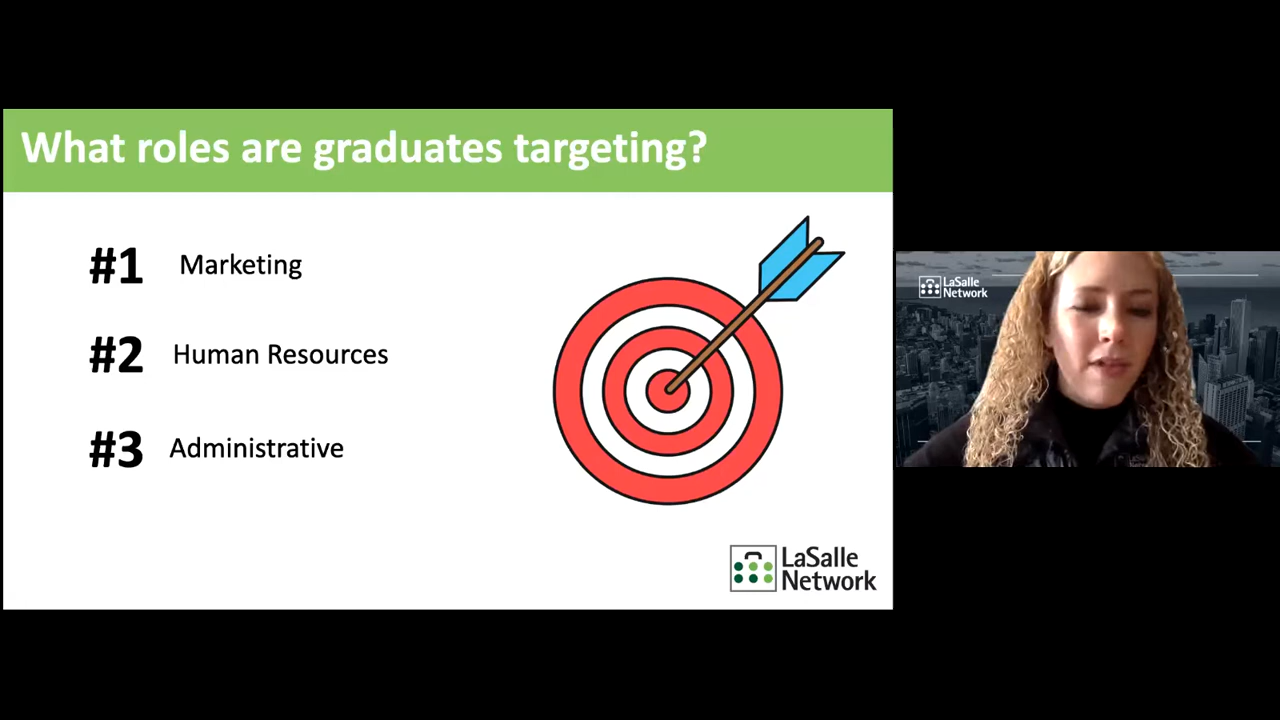 What roles are graduates targeting?
#1 Marketing
#2 Human Resources
#3 Administrative
LaSalle
Network
LaSalle
Network